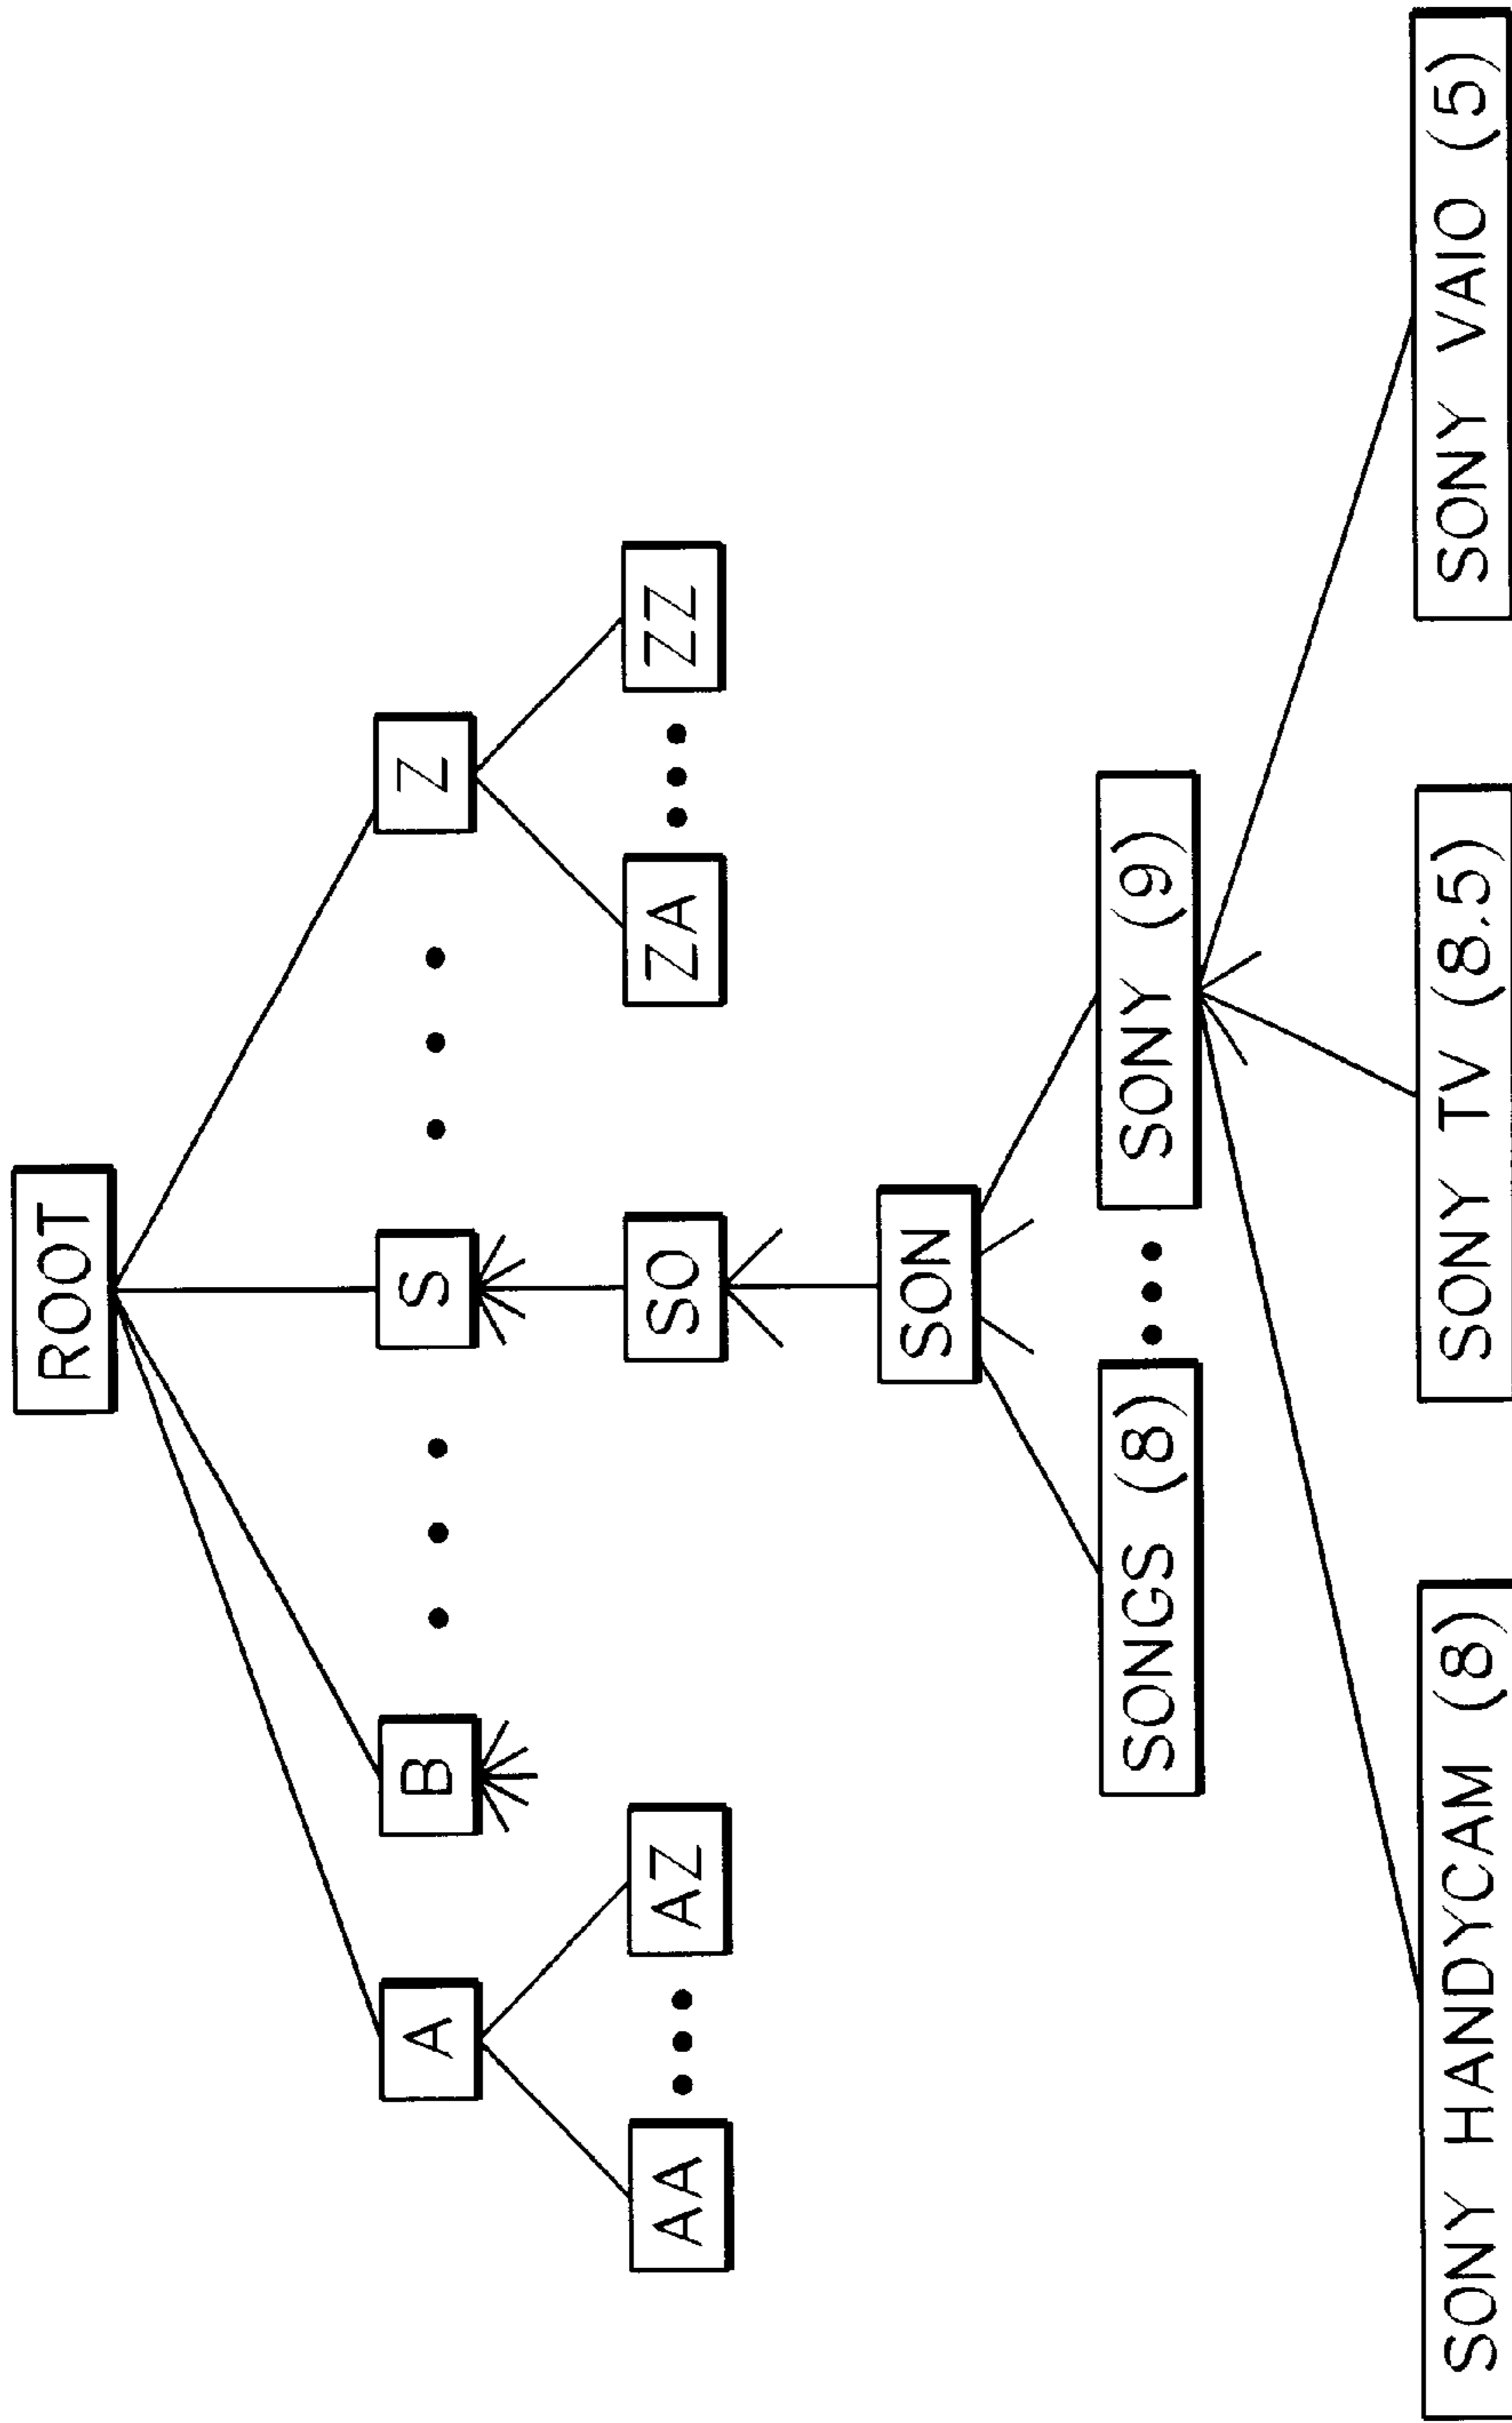 ROOT
A
B
S
Z
AA
AZ
SO
ZA
ZZ
SON
SONGS (8)
SONY (9)
SONY HANDYCAM (8)
SONY TV (8.5)
SONY VAIO (5)